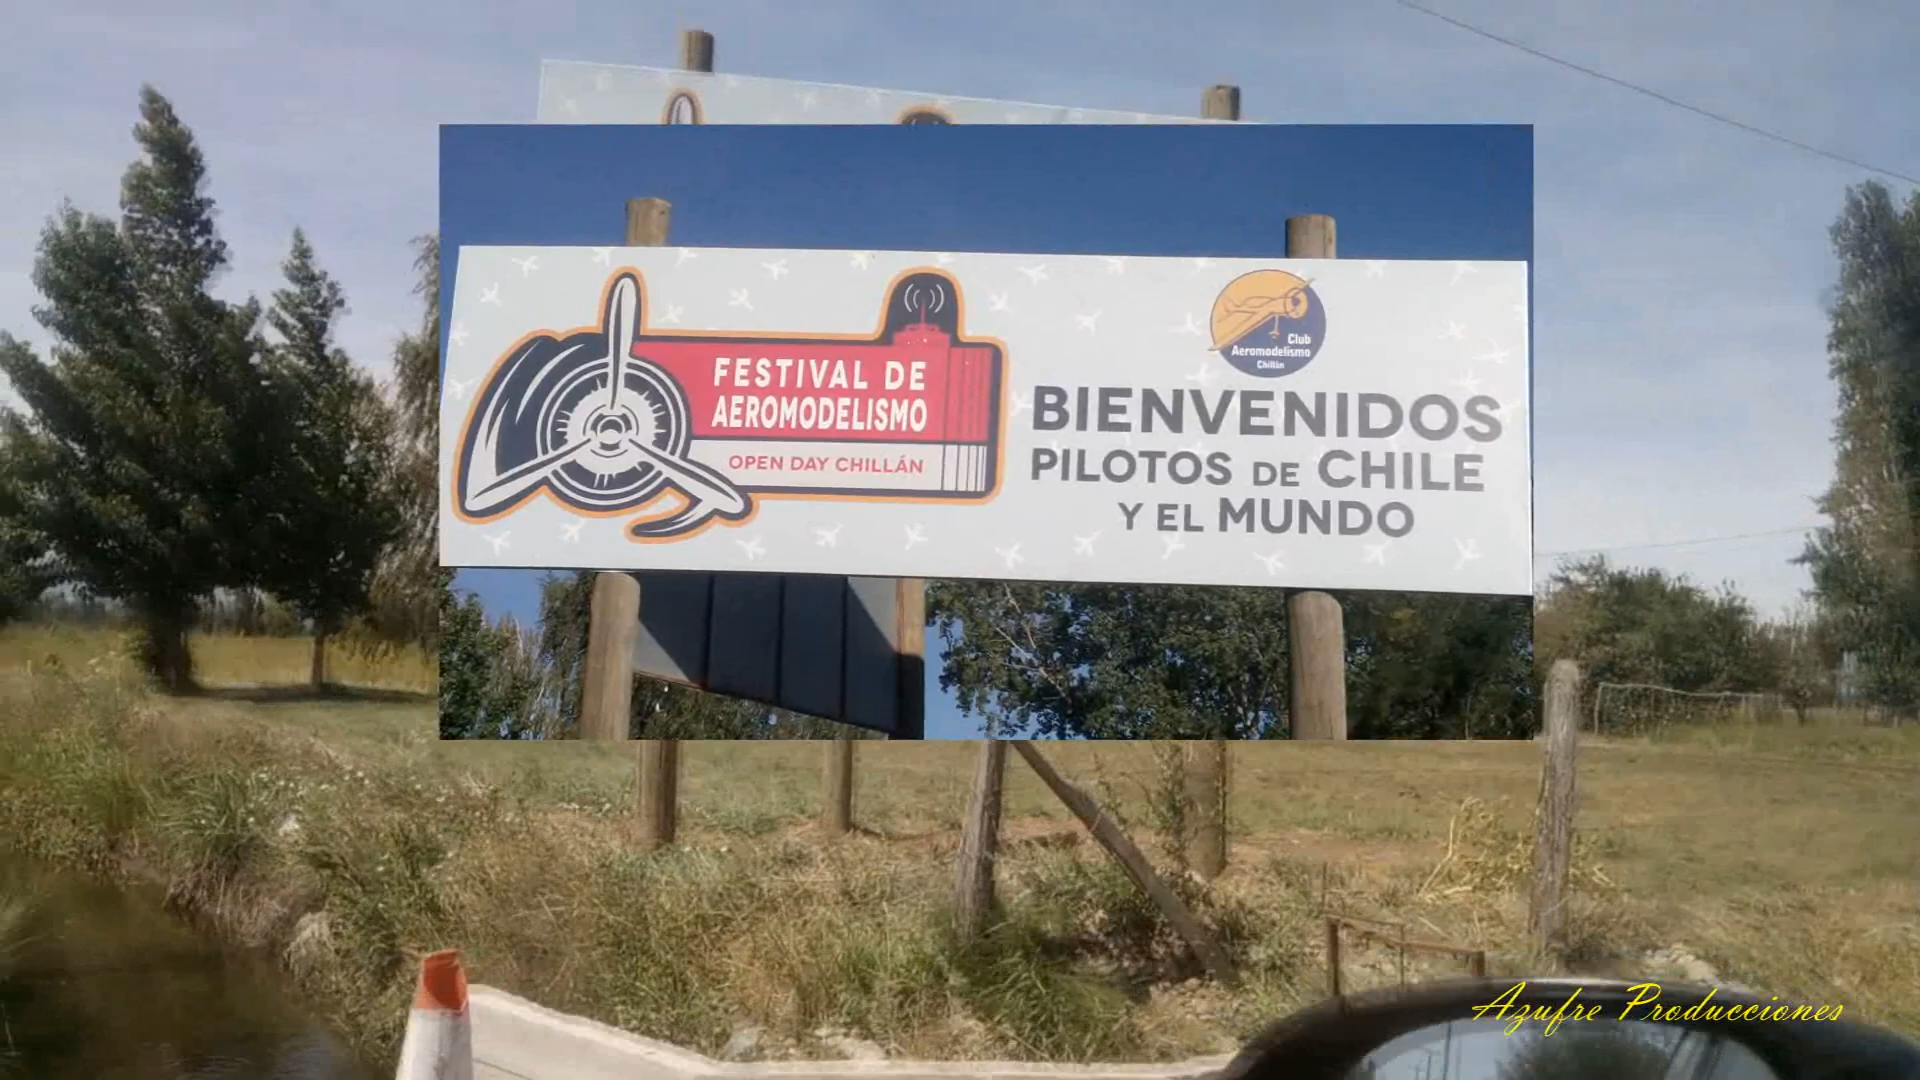 FESTIVAL DE
AEROMODELISMO
OPEN DAY CHILLÁN
Club
Aeromodelismo
Chillán
BIENVENIDOS
PILOTOS DE CHILE
Y EL MUNDO
Azufre Producciones